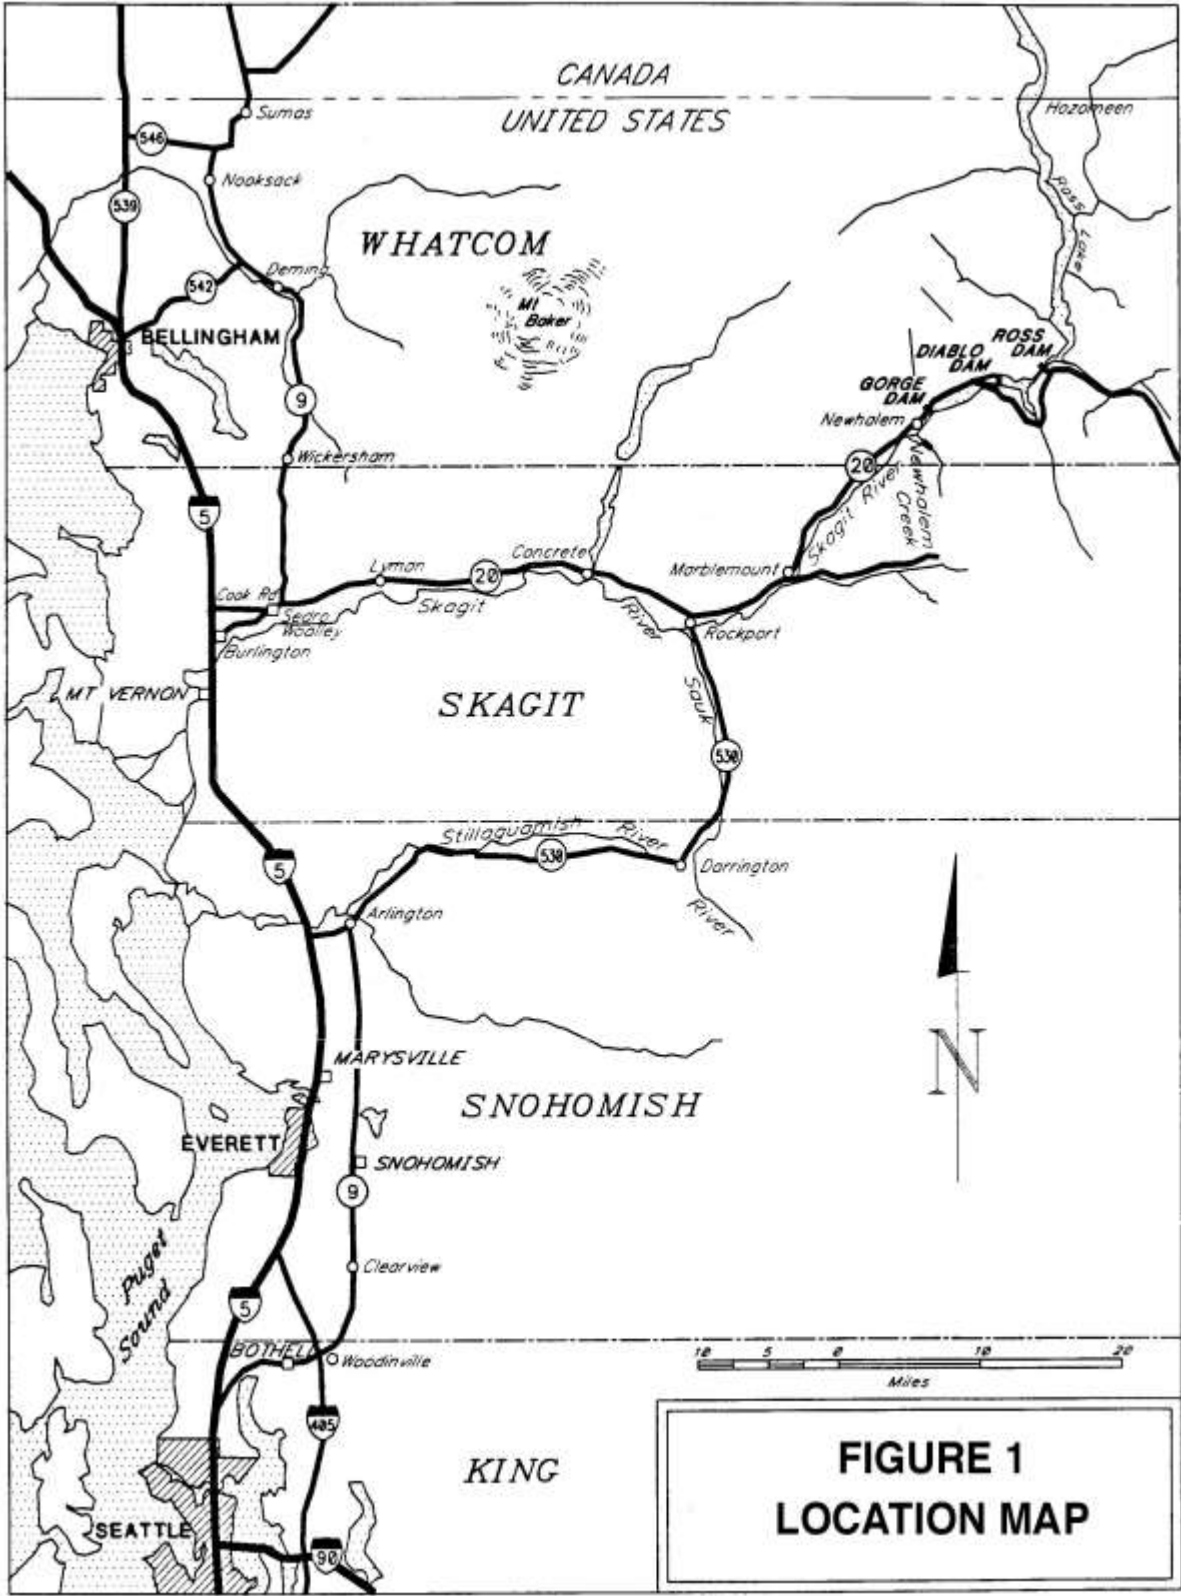 CANADA
UNITED STATES
Sumas
Hozomeen
546
Nooksack
539
Ross
Lake
WHATCOM
Deming
542
Mt
Baker
BELLINGHAM
ROSS
DAM
DIABLO
DAM
GORGE
DAM
9
Newhalem
Wickersham
20
Skagit River
Newhalem
Creek
5
Concrete
Marblemount
Lyman
20
Cook Rd
Skagit
River
Sedro
Woolley
Rockport
Burlington
MT VERNON
SKAGIT
Sauk
530
Stillaguamish River
530
5
Darrington
Arlington
River
N
MARYSVILLE
SNOHOMISH
EVERETT
SNOHOMISH
9
Puget
Sound
Clearview
5
BOTHELL
Woodinville
10 5 0 10 20
Miles
405
KING
FIGURE 1
LOCATION MAP
SEATTLE
90